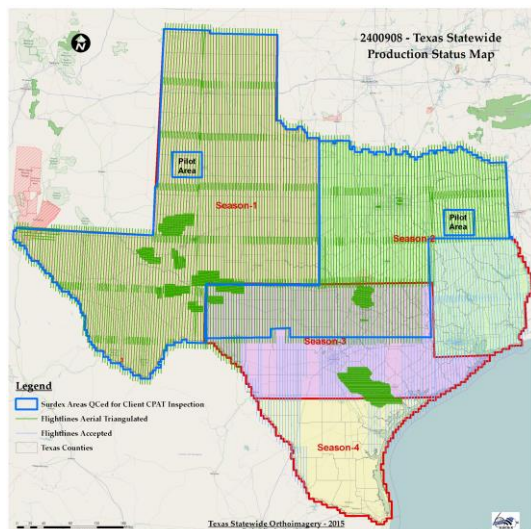 2400908 - Texas Statewide
Production Status Map
N
Pilot
Area
Season-1
Pilot
Area
Season-2
Season-3
Season-4
Legend
Surdex Areas QCed for Client CPAT Inspection
Flightlines Aerial Triangulated
Flightlines Accepted
Texas Counties
Texas Statewide Orthoimagery - 2015